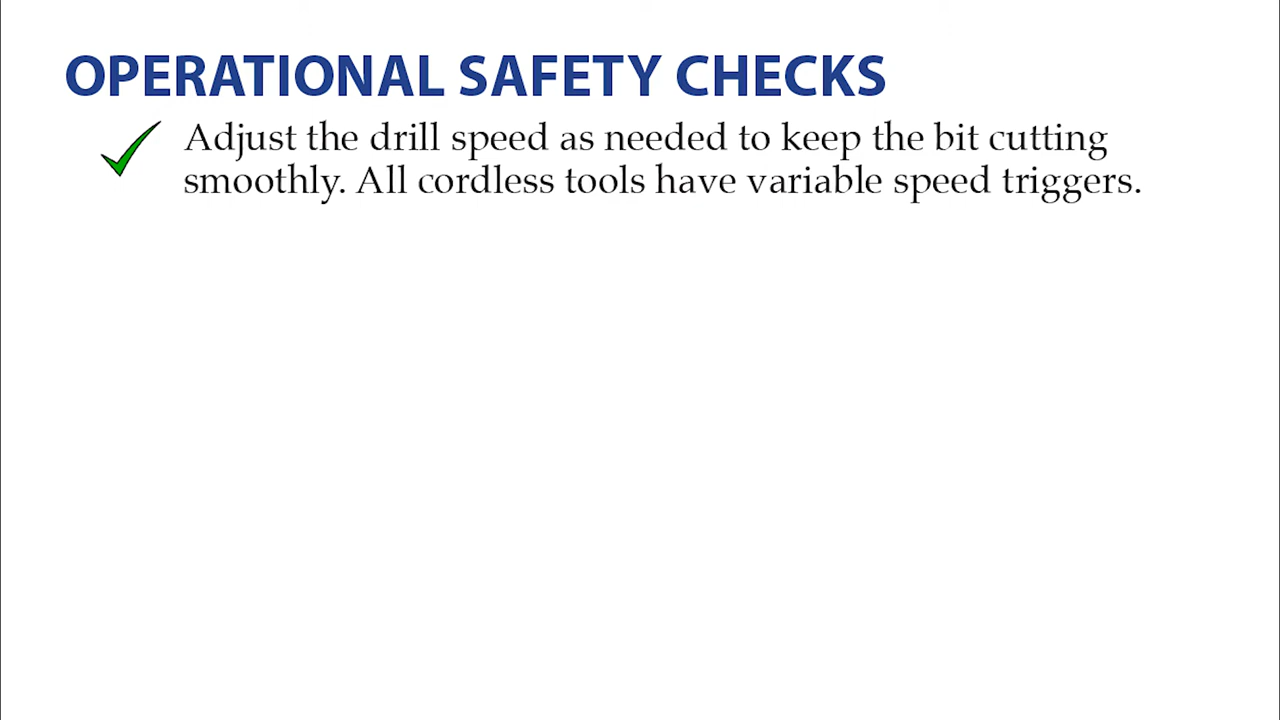 OPERATIONAL SAFETY CHECKS
Adjust the drill speed as needed to keep the bit cutting
smoothly. All cordless tools have variable speed triggers.